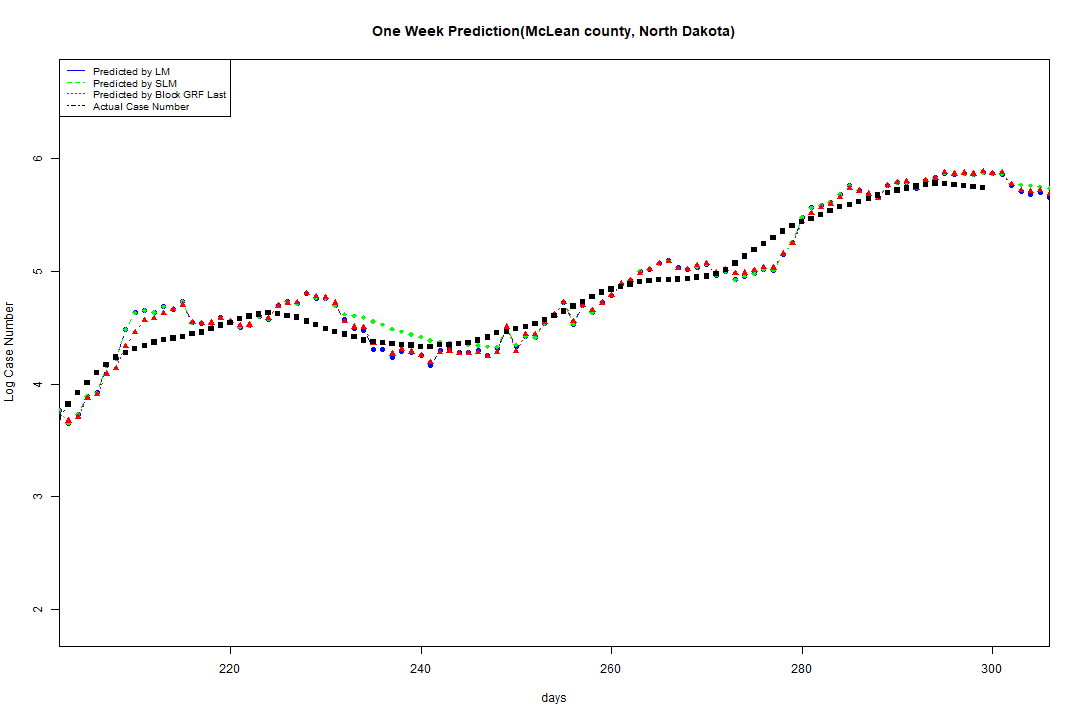 One Week Prediction(McLean county, North Dakota)
Predicted by LM
Predicted by SLM
Predicted by Block GRF Last
Actual Case Number
6
5
4
3
2
Log Case Number
220 240 260 280 300
days